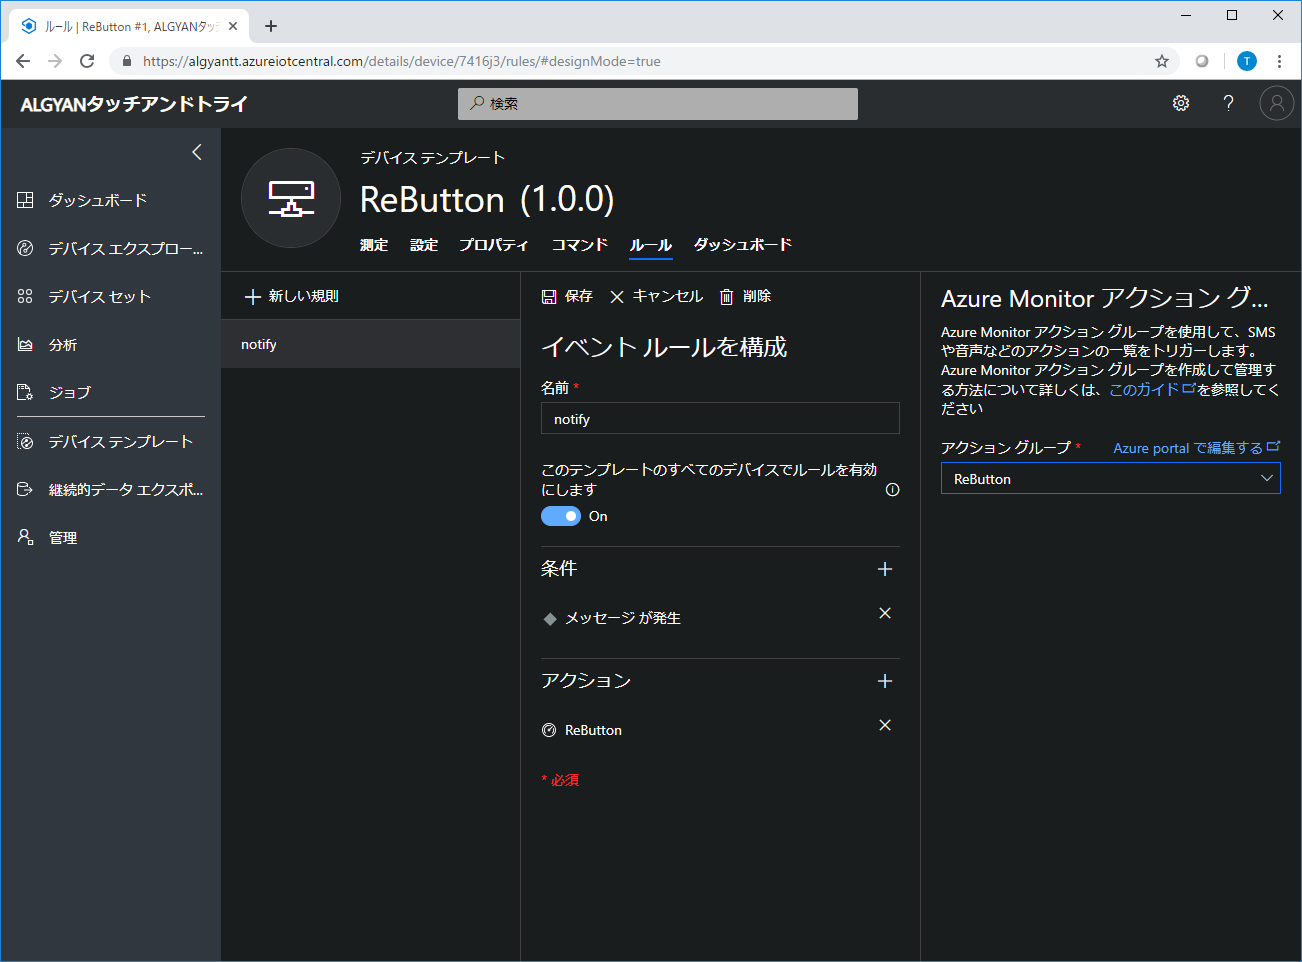 ルール | ReButton #1, ALGYANタッ
https://algyantt.azureiotcentral.com/details/device/7416j3/rules/#designMode=true
T
ALGYANタッチアンドトライ
検索
?
ダッシュボード
デバイス エクスプロー...
デバイス セット
分析
ジョブ
デバイス テンプレート
継続的データ エクスポ...
管理
デバイス テンプレート
ReButton (1.0.0)
測定 設定 プロパティ コマンド ルール ダッシュボード
新しい規則
notify
保存 キャンセル 削除
イベント ルールを構成
名前 *
notify
このテンプレートのすべてのデバイスでルールを有効
にします
On
条件
メッセージ が発生
アクション
ReButton
* 必須
Azure Monitor アクション グ...
Azure Monitor アクション グループを使用して、SMS
や音声などのアクションの一覧をトリガーします。
Azure Monitor アクション グループを作成して管理す
る方法について詳しくは、このガイドを参照してく
ださい
アクション グループ * Azure portal で編集する
ReButton